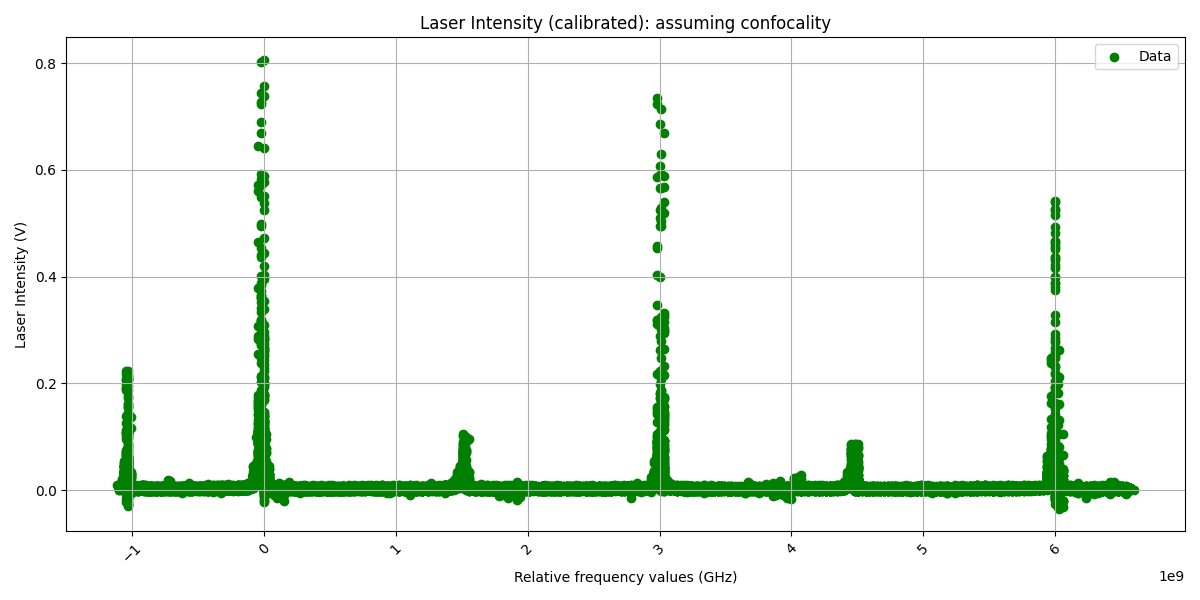 Laser Intensity (calibrated): assuming confocality
Data
Laser Intensity (V)
0.8
0.6
0.4
0.2
0.0
−1
0
1
2
3
4
5
6
1e9
Relative frequency values (GHz)